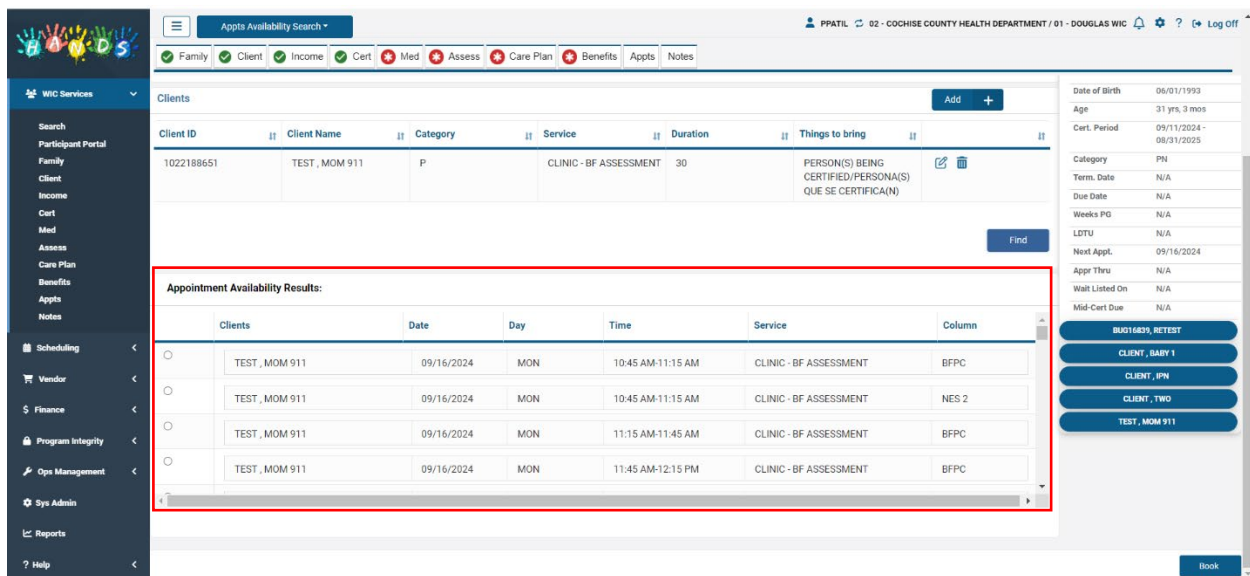 HANDS
Appts Availability Search
PPATIL 02 - COCHISE COUNTY HEALTH DEPARTMENT / 01 - DOUGLAS WIC ? Log Off
Family Client Income Cert Med Assess Care Plan Benefits Appts Notes
WIC Services
Search
Participant Portal
Family
Client
Income
Cert
Med
Assess
Care Plan
Benefits
Appts
Notes
Scheduling
Vendor
$ Finance
Program Integrity
Ops Management
Sys Admin
Reports
? Help
Clients
Add +
Client ID Client Name Category Service Duration Things to bring
1022188651 TEST , MOM 911 P CLINIC - BF ASSESSMENT 30 PERSON(S) BEING
CERTIFIED/PERSONA(S)
QUE SE CERTIFICA(N)
Find
Appointment Availability Results:
Clients Date Day Time Service Column
TEST , MOM 911 09/16/2024 MON 10:45 AM-11:15 AM CLINIC - BF ASSESSMENT BFPC
TEST , MOM 911 09/16/2024 MON 10:45 AM-11:15 AM CLINIC - BF ASSESSMENT NES 2
TEST , MOM 911 09/16/2024 MON 11:15 AM-11:45 AM CLINIC - BF ASSESSMENT BFPC
TEST , MOM 911 09/16/2024 MON 11:45 AM-12:15 PM CLINIC - BF ASSESSMENT BFPC
Date of Birth 06/01/1993
Age 31 yrs, 3 mos
Cert. Period 09/11/2024 -
08/31/2025
Category PN
Term. Date N/A
Due Date N/A
Weeks PG N/A
LDTU N/A
Next Appt. 09/16/2024
Appr Thru N/A
Wait Listed On N/A
Mid-Cert Due N/A
BUG16839, RETEST
CLIENT , BABY 1
CLIENT , IPN
CLIENT , TWO
TEST , MOM 911
Book